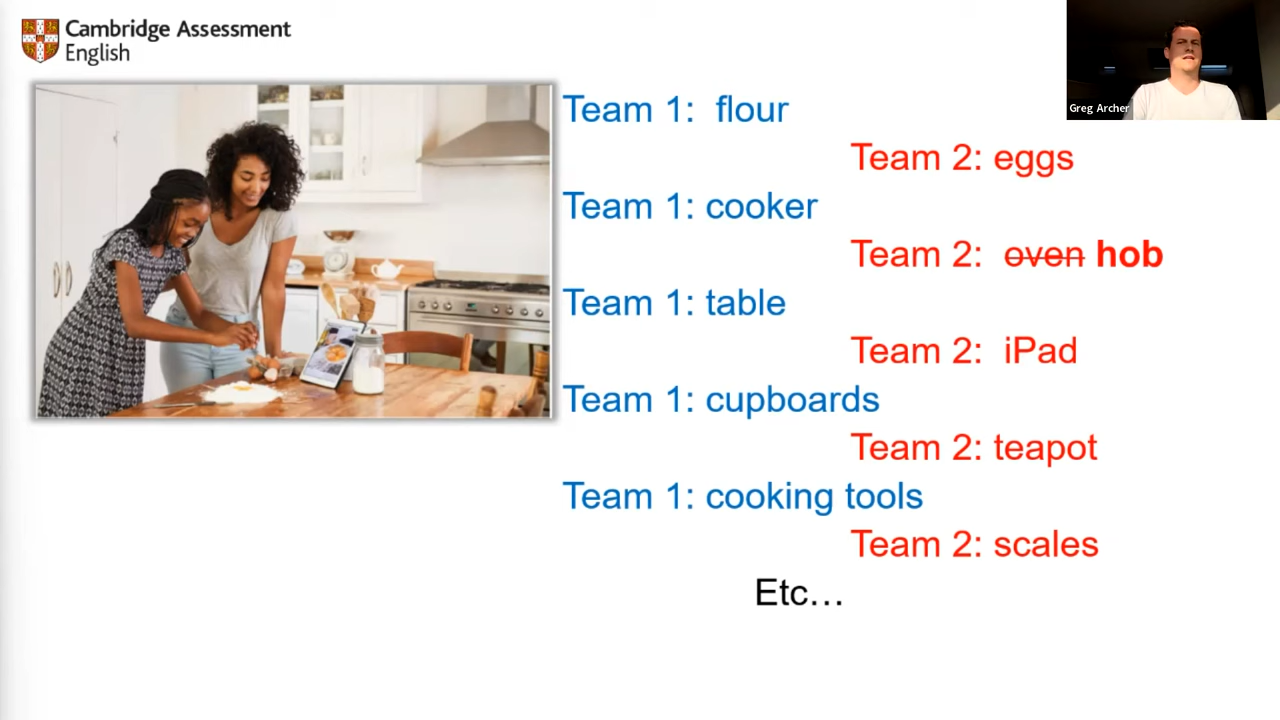 Cambridge Assessment
English
Greg Archer
Team 1: flour
Team 2: eggs
Team 1: cooker
Team 2: oven hob
Team 1: table
Team 2: iPad
Team 1: cupboards
Team 2: teapot
Team 1: cooking tools
Team 2: scales
Etc…